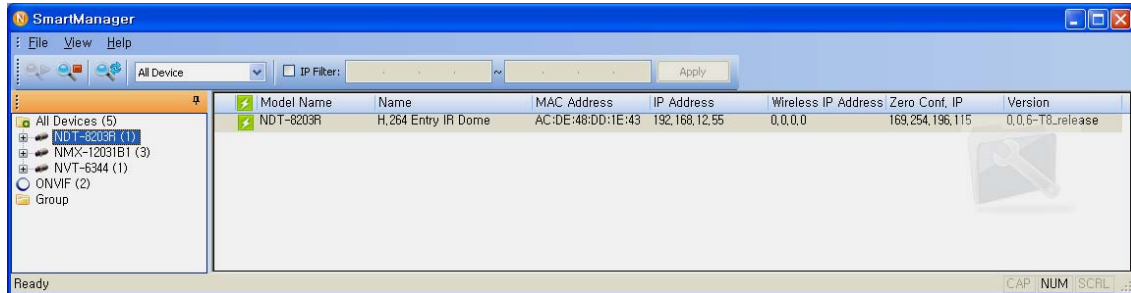 SmartManager
File View Help
All Device IP Filter: . . . ~ . . . Apply
Model Name Name MAC Address IP Address Wireless IP Address Zero Conf, IP Version
NDT-8203R H,264 Entry IR Dome AC:DE:48:DD:1E:43 192,168,12,55 0,0,0,0 169,254,196,115 0,0,6-T8_release
All Devices (5)
NDT-8203R (1)
NMX-12031B1 (3)
NVT-6344 (1)
ONVIF (2)
Group
Ready CAP NUM SCRL